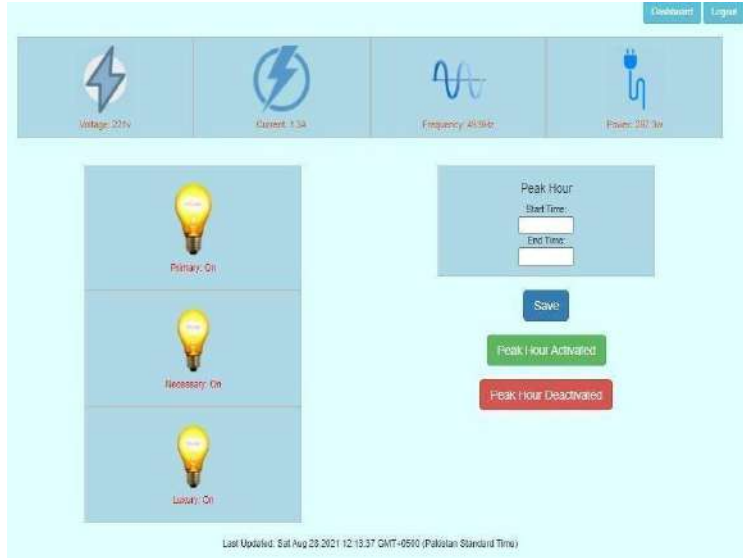 Dashboard Logout
Voltage: 221v Current: 1.3A Frequency: 49.9Hz Power: 287.3w
Primary: On
Necessary: On
Luxury: On
Peak Hour
Start Time:
End Time:
Save
Peak Hour Activated
Peak Hour Deactivated
Last Updated: Sat Aug 28 2021 12:13:37 GMT+0500 (Pakistan Standard Time)